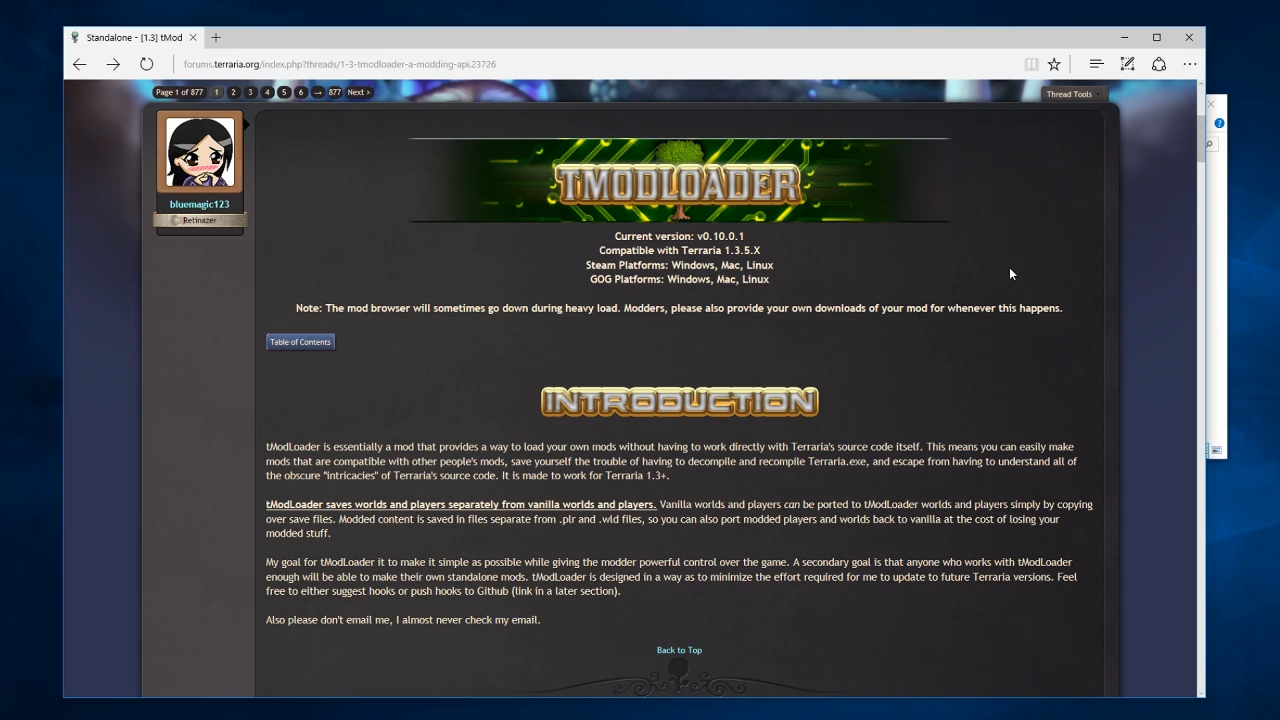 Standalone - [1.3] tMod
forums.terraria.org/index.php?threads/1-3-tmodloader-a-modding-api.23726
Page 1 of 877 1 2 3 4 5 6 → 877 Next >
Thread Tools
TMODLOADER
bluemagic123
Retinazer
Current version: v0.10.0.1
Compatible with Terraria 1.3.5.X
Steam Platforms: Windows, Mac, Linux
GOG Platforms: Windows, Mac, Linux
Note: The mod browser will sometimes go down during heavy load. Modders, please also provide your own downloads of your mod for whenever this happens.
Table of Contents
INTRODUCTION
tModLoader is essentially a mod that provides a way to load your own mods without having to work directly with Terraria's source code itself. This means you can easily make
mods that are compatible with other people's mods, save yourself the trouble of having to decompile and recompile Terraria.exe, and escape from having to understand all of
the obscure "intricacies" of Terraria's source code. It is made to work for Terraria 1.3+.
tModLoader saves worlds and players separately from vanilla worlds and players. Vanilla worlds and players can be ported to tModLoader worlds and players simply by copying
over save files. Modded content is saved in files separate from .plr and .wld files, so you can also port modded players and worlds back to vanilla at the cost of losing your
modded stuff.
My goal for tModLoader it to make it simple as possible while giving the modder powerful control over the game. A secondary goal is that anyone who works with tModLoader
enough will be able to make their own standalone mods. tModLoader is designed in a way as to minimize the effort required for me to update to future Terraria versions. Feel
free to either suggest hooks or push hooks to Github (link in a later section).
Also please don't email me, I almost never check my email.
Back to Top